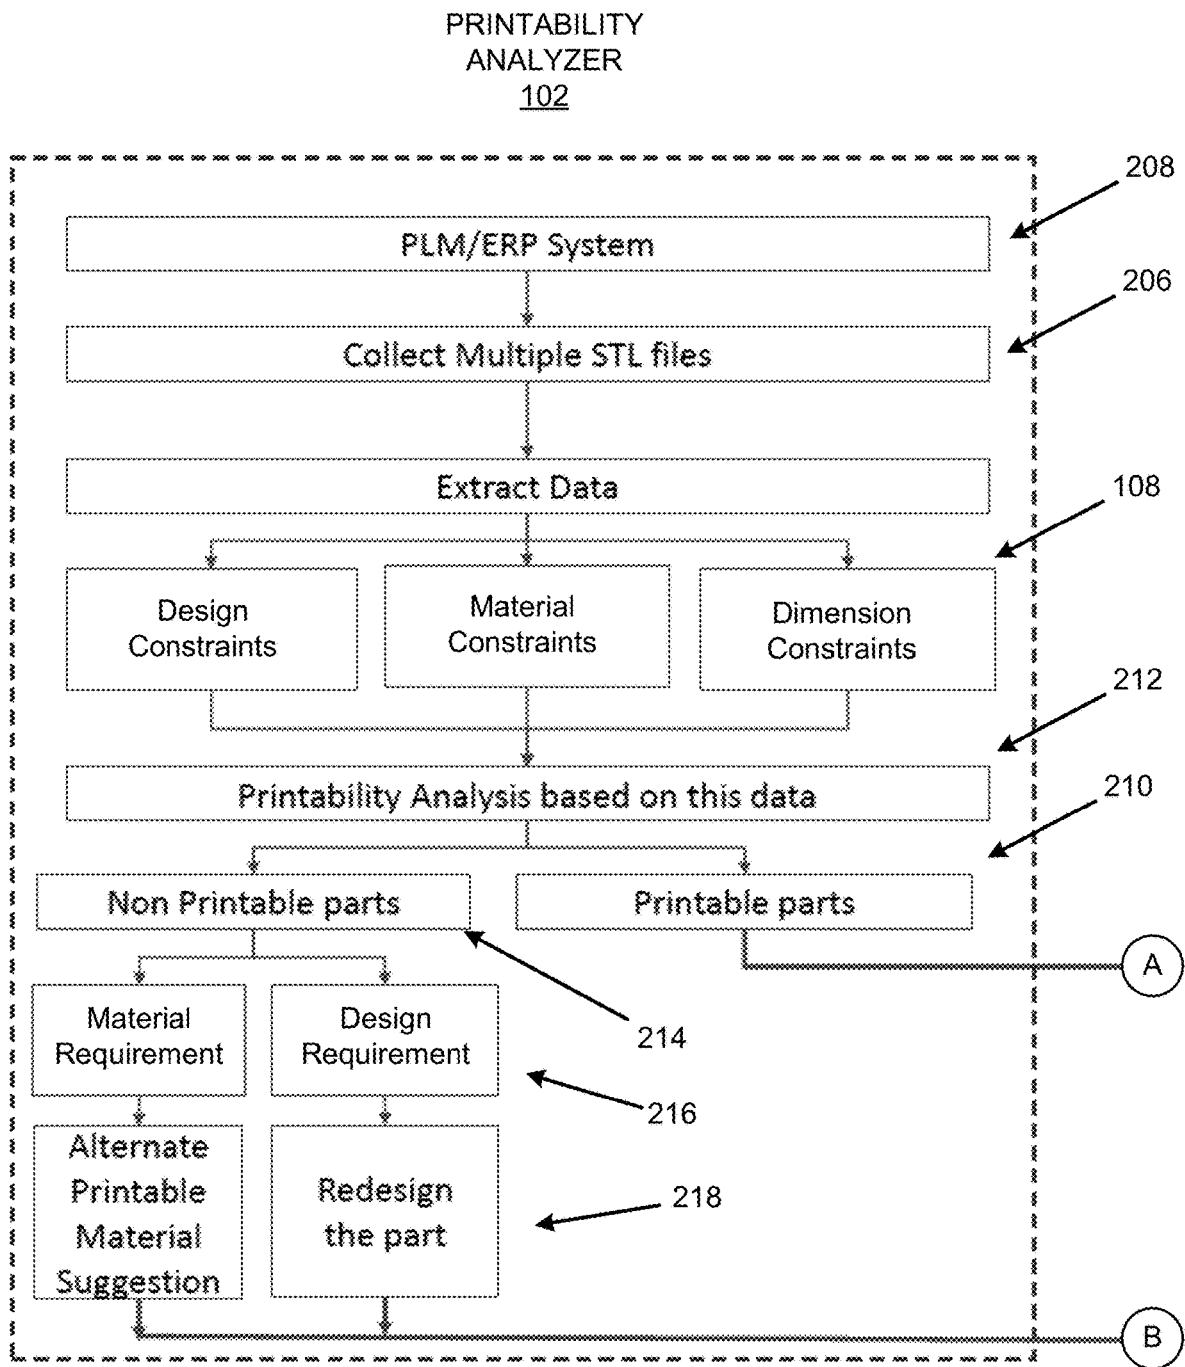 PRINTABILITY
ANALYZER
102
208
PLM/ERP System
206
Collect Multiple STL files
Extract Data
108
Design
Constraints
Material
Constraints
Dimension
Constraints
212
Printability Analysis based on this data
210
Non Printable parts
Printable parts
A
Material
Requirement
Design
Requirement
214
216
Alternate
Printable
Material
Suggestion
Redesign
the part
218
B